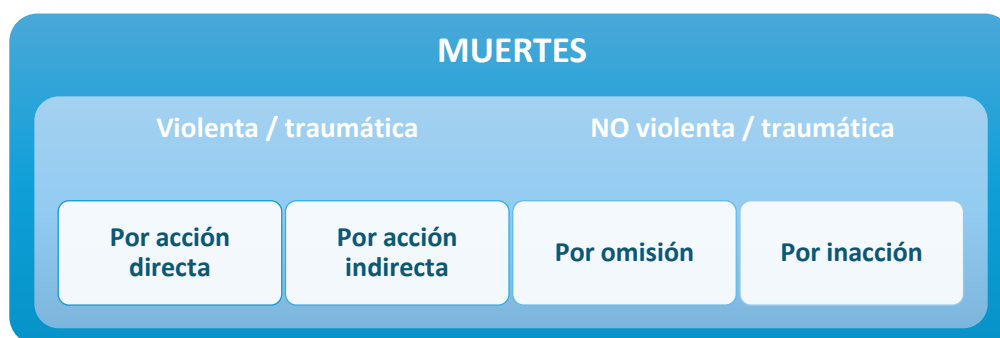 MUERTES
Violenta / traumática
NO violenta / traumática
Por acción
directa
Por acción
indirecta
Por omisión
Por inacción